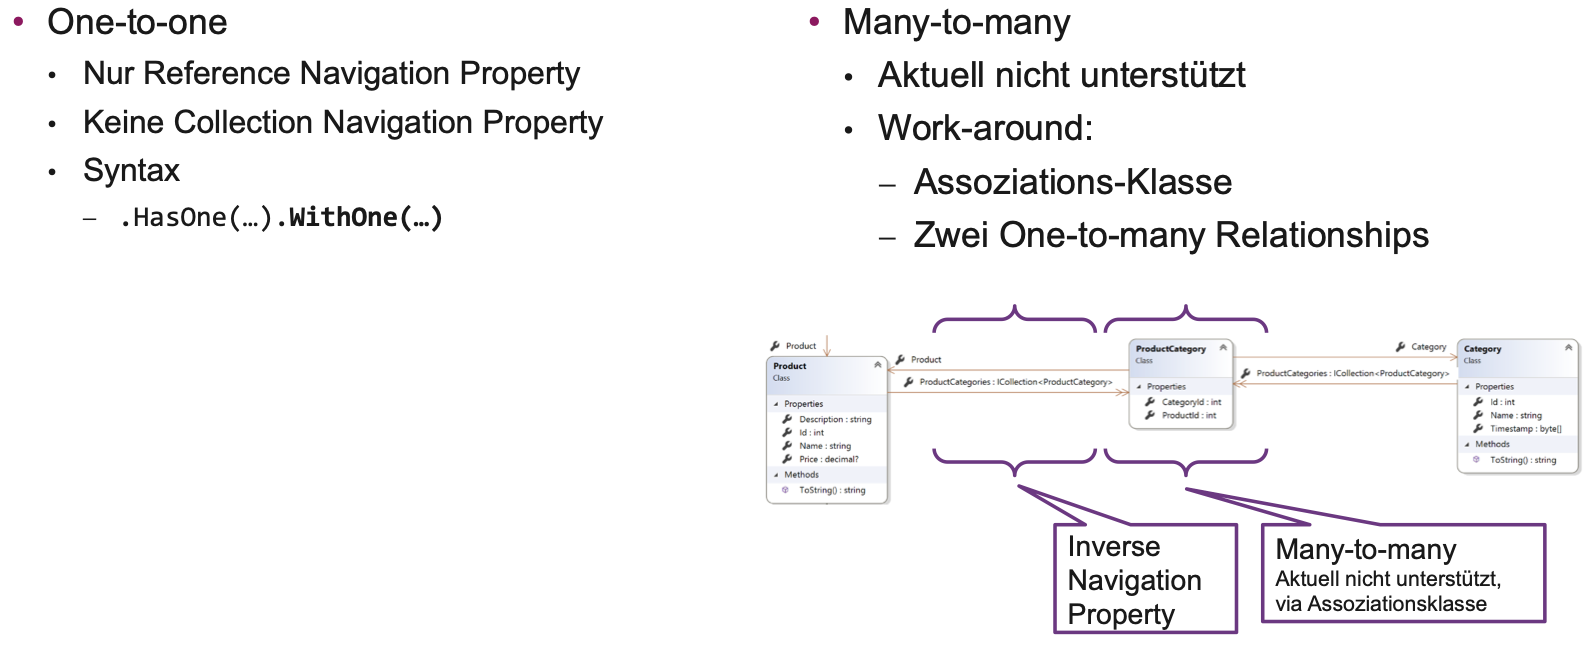 One-to-one
Nur Reference Navigation Property
Keine Collection Navigation Property
Syntax
– .HasOne(…).WithOne(…)
Many-to-many
Aktuell nicht unterstützt
Work-around:
– Assoziations-Klasse
– Zwei One-to-many Relationships
Product
Product
Class
Properties
Description : string
Id : int
Name : string
Price : decimal?
Methods
ToString() : string
Product
ProductCategories : ICollection<ProductCategory>
ProductCategory
Class
Properties
CategoryId : int
ProductId : int
Category
ProductCategories : ICollection<ProductCategory>
Category
Class
Properties
Id : int
Name : string
Timestamp : byte[]
Methods
ToString() : string
Inverse
Navigation
Property
Many-to-many
Aktuell nicht unterstützt,
via Assoziationsklasse